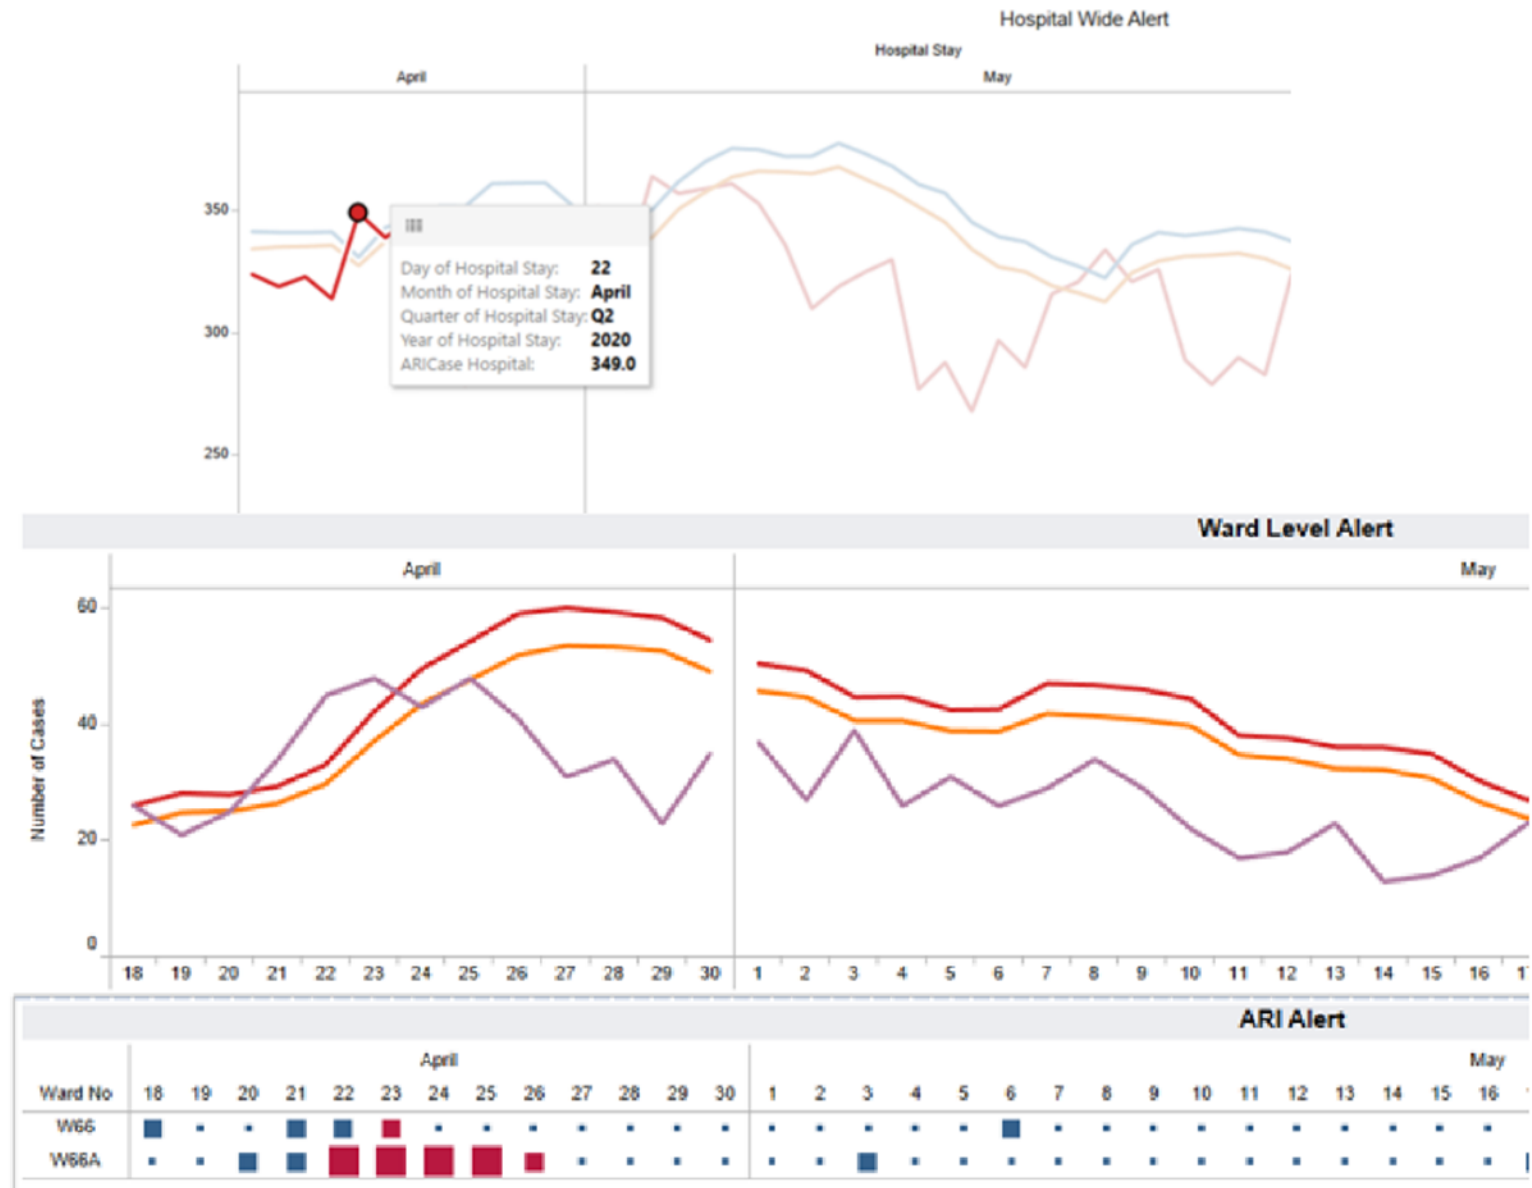 Hospital Wide Alert
Hospital Stay
April May
350
300
250
Day of Hospital Stay: 22
Month of Hospital Stay: April
Quarter of Hospital Stay: Q2
Year of Hospital Stay: 2020
ARICase Hospital: 349.0
Ward Level Alert
April May
Number of Cases
60
40
20
0
18 19 20 21 22 23 24 25 26 27 28 29 30 1 2 3 4 5 6 7 8 9 10 11 12 13 14 15 16
ARI Alert
April May
Ward No 18 19 20 21 22 23 24 25 26 27 28 29 30 1 2 3 4 5 6 7 8 9 10 11 12 13 14 15 16
W66
W66A